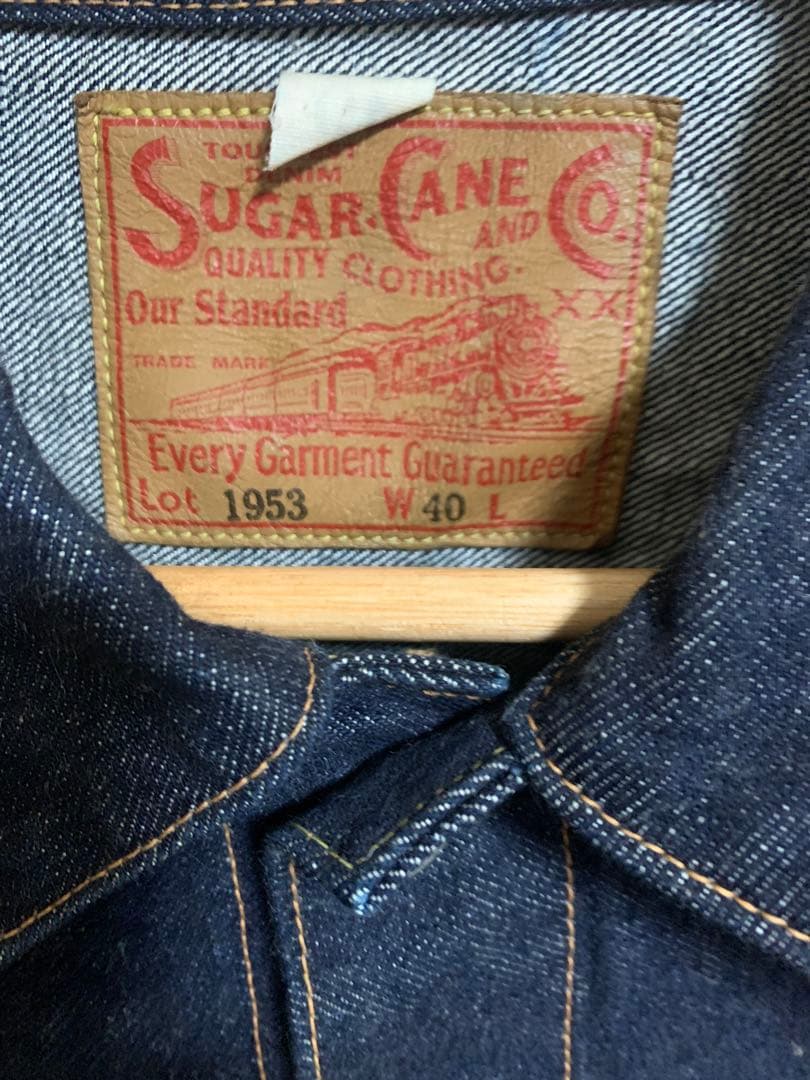 DENIM
SUGAR CANE AND CO.
QUALITY CLOTHING.
Our Standard XX
TRADE MARK
Every Garment Guaranteed
Lot 1953 W 40 L